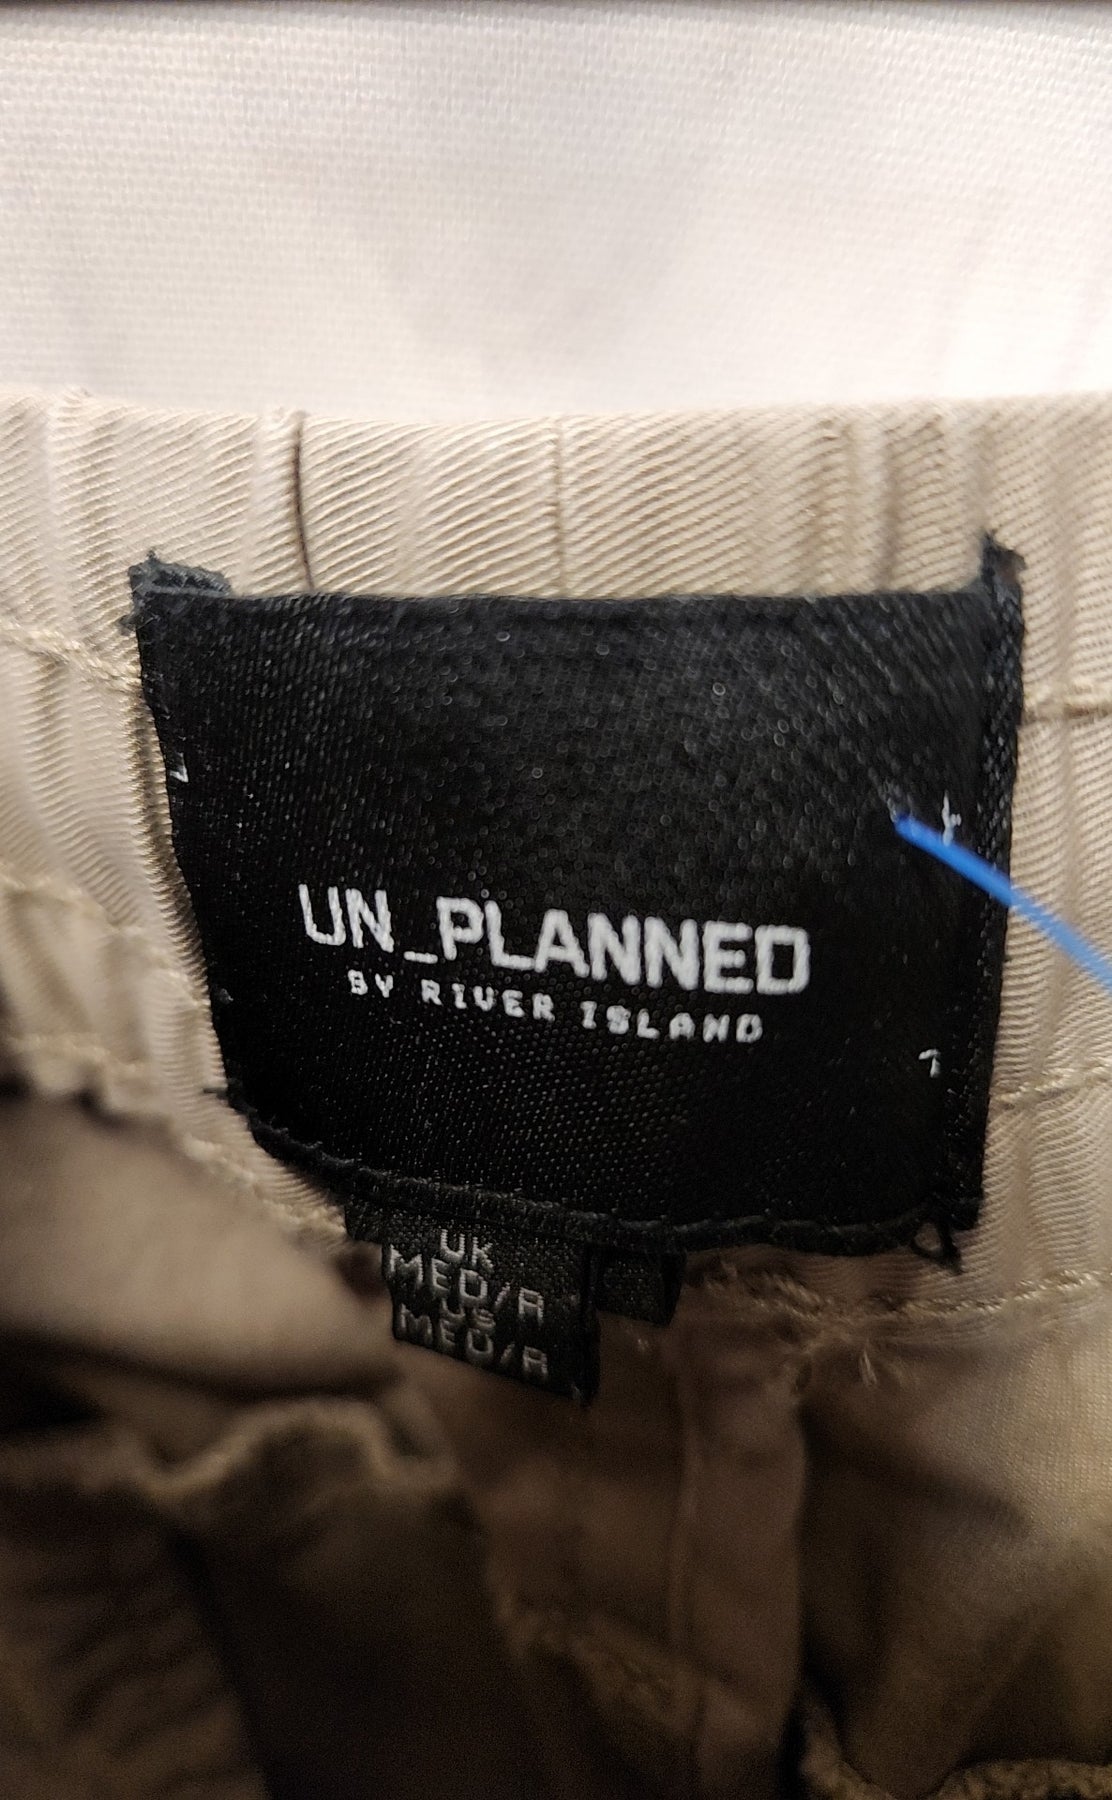 UN_PLANNED
BY RIVER ISLAND
UK
MED/R
US
MED/R